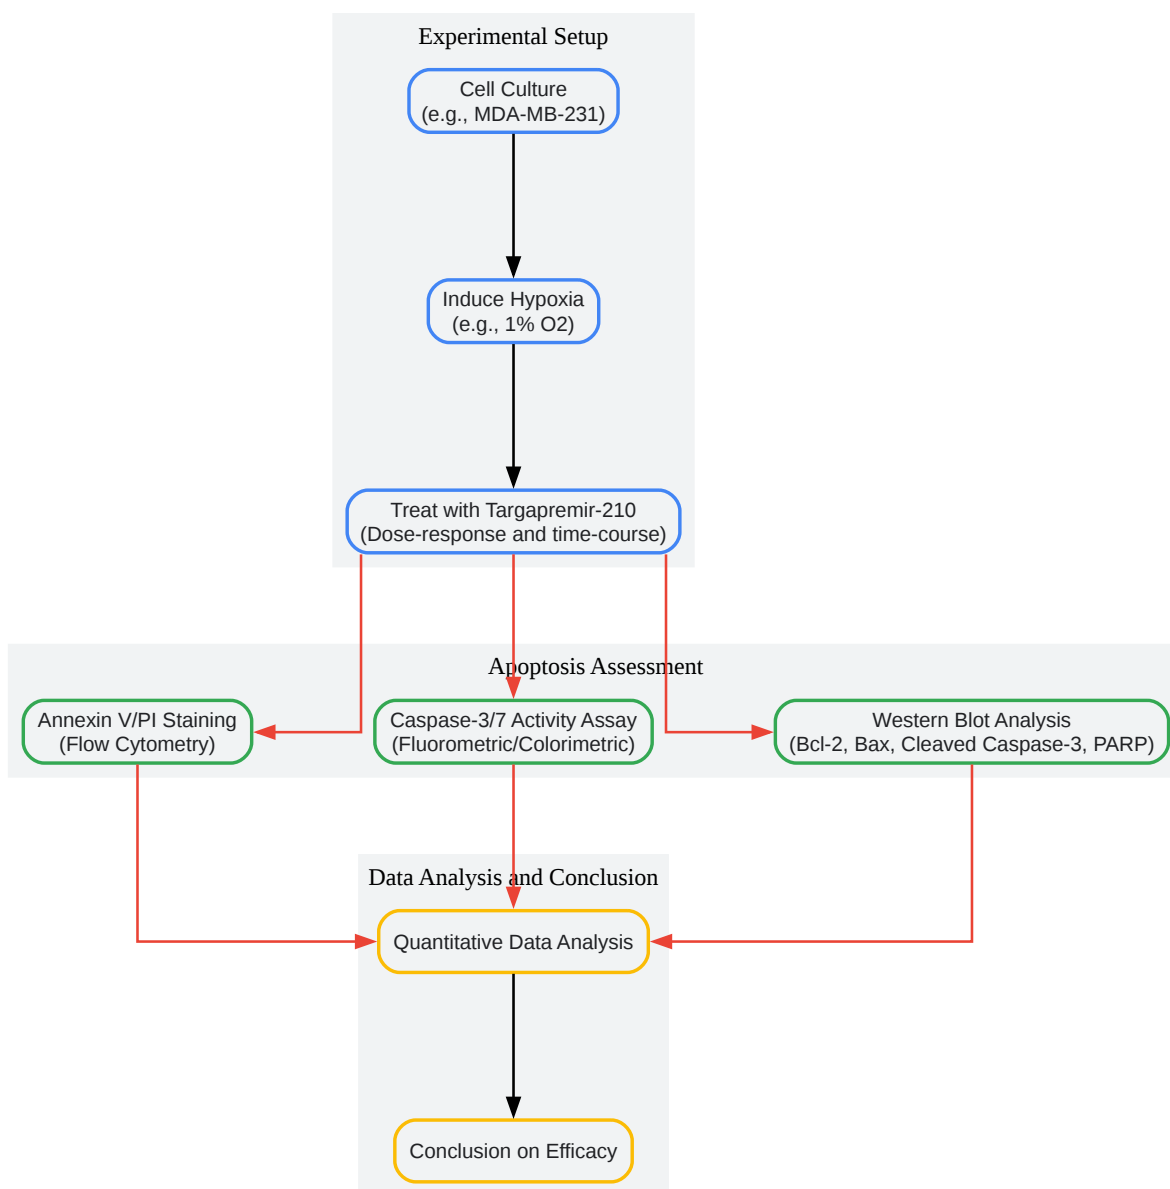 Experimental Setup
Cell Culture
(e.g., MDA-MB-231)
Induce Hypoxia
(e.g., 1% O2)
Treat with Targapremir-210
(Dose-response and time-course)
Apoptosis Assessment
Annexin V/PI Staining
(Flow Cytometry)
Caspase-3/7 Activity Assay
(Fluorometric/Colorimetric)
Western Blot Analysis
(Bcl-2, Bax, Cleaved Caspase-3, PARP)
Data Analysis and Conclusion
Quantitative Data Analysis
Conclusion on Efficacy